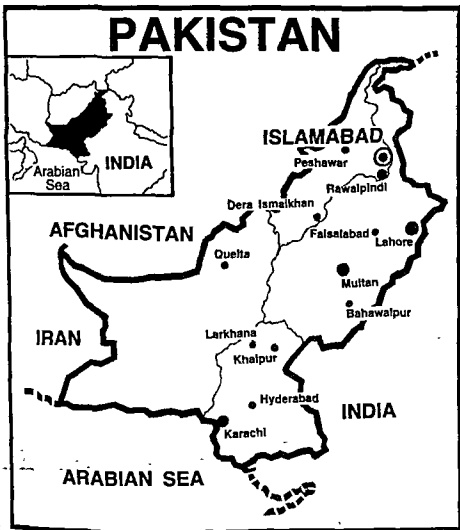 PAKISTAN
ISLAMABAD
Peshawar
INDIA
Arabian
Sea
Rawalpindi
Dera Ismailkhan
AFGHANISTAN
Faisalabad
Lahore
Quetta
Multan
Bahawalpur
IRAN
Larkhana
Khaipur
Hyderabad
INDIA
Karachi
ARABIAN SEA